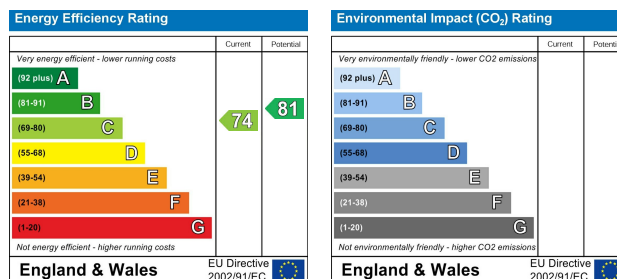 Energy Efficiency Rating
Current Potential
Very energy efficient - lower running costs
(92 plus) A
(81-91) B
(69-80) C
(55-68) D
(39-54) E
(21-38) F
(1-20) G
74
81
Not energy efficient - higher running costs
England & Wales
EU Directive
2002/91/EC
Environmental Impact (CO₂) Rating
Current Potential
Very environmentally friendly - lower CO2 emissions
(92 plus) A
(81-91) B
(69-80) C
(55-68) D
(39-54) E
(21-38) F
(1-20) G
Not environmentally friendly - higher CO2 emissions
England & Wales
EU Directive
2002/91/EC